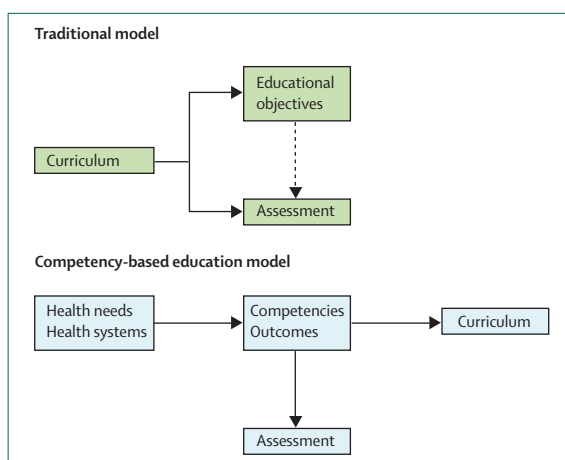 Traditional model
Educational
objectives
Curriculum
Assessment
Competency-based education model
Health needs
Health systems
Competencies
Outcomes
Curriculum
Assessment